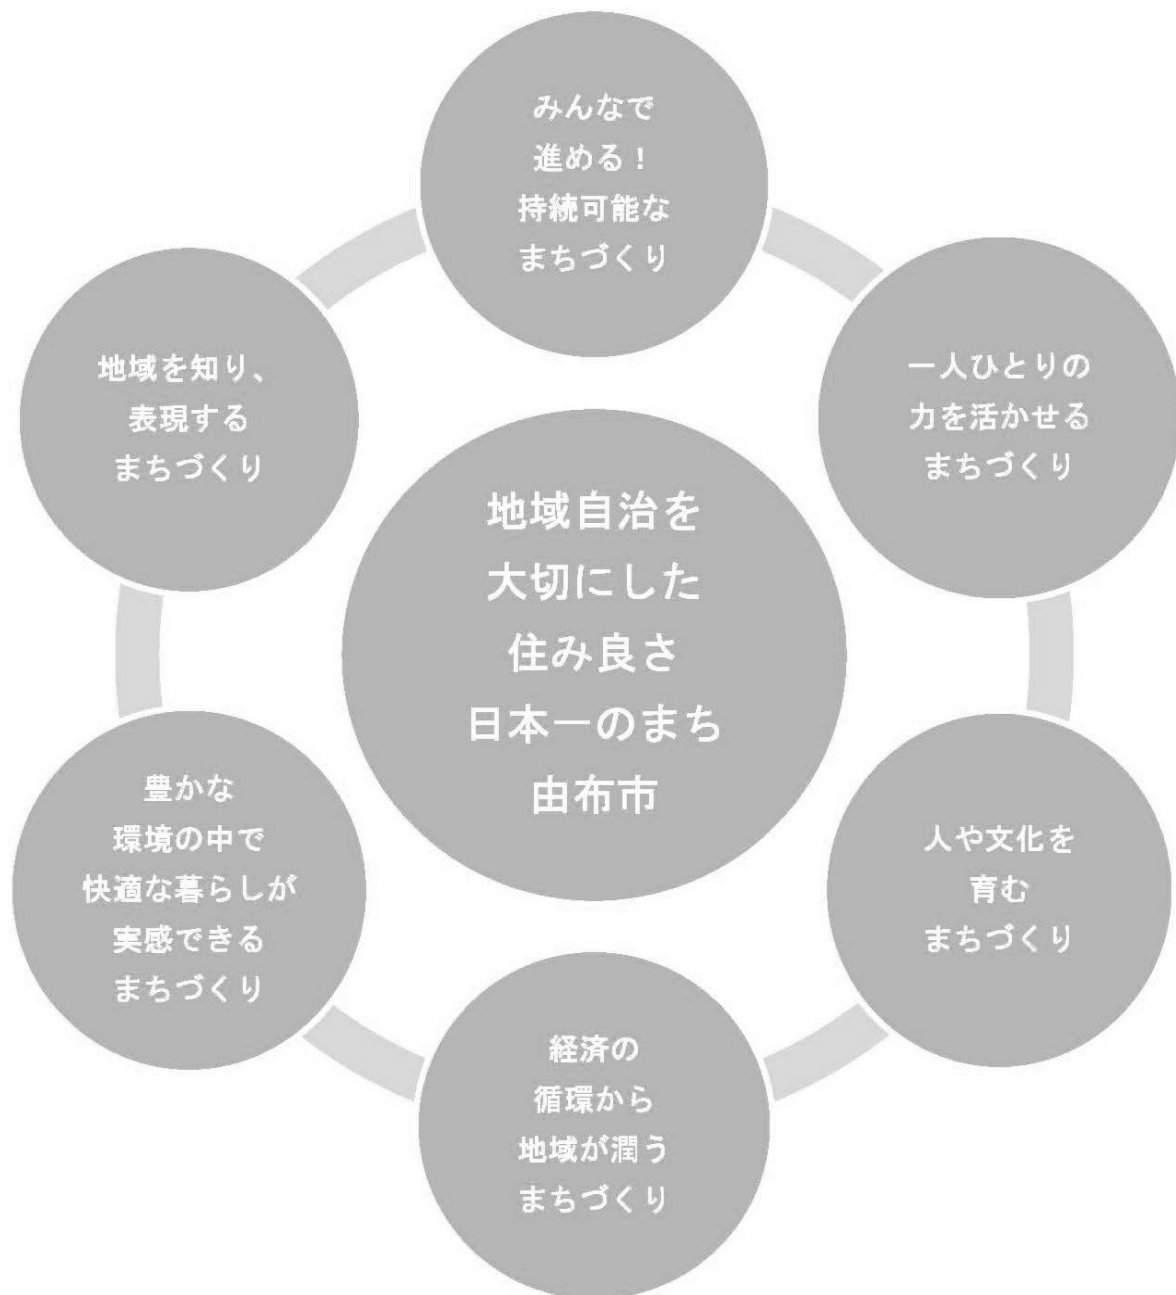 みんなで
進める！
持続可能な
まちづくり
一人ひとりの
力を活かせる
まちづくり
人や文化を
育む
まちづくり
経済の
循環から
地域が潤う
まちづくり
豊かな
環境の中で
快適な暮らしが
実感できる
まちづくり
地域を知り、
表現する
まちづくり
地域自治を
大切にした
住み良さ
日本一のまち
由布市